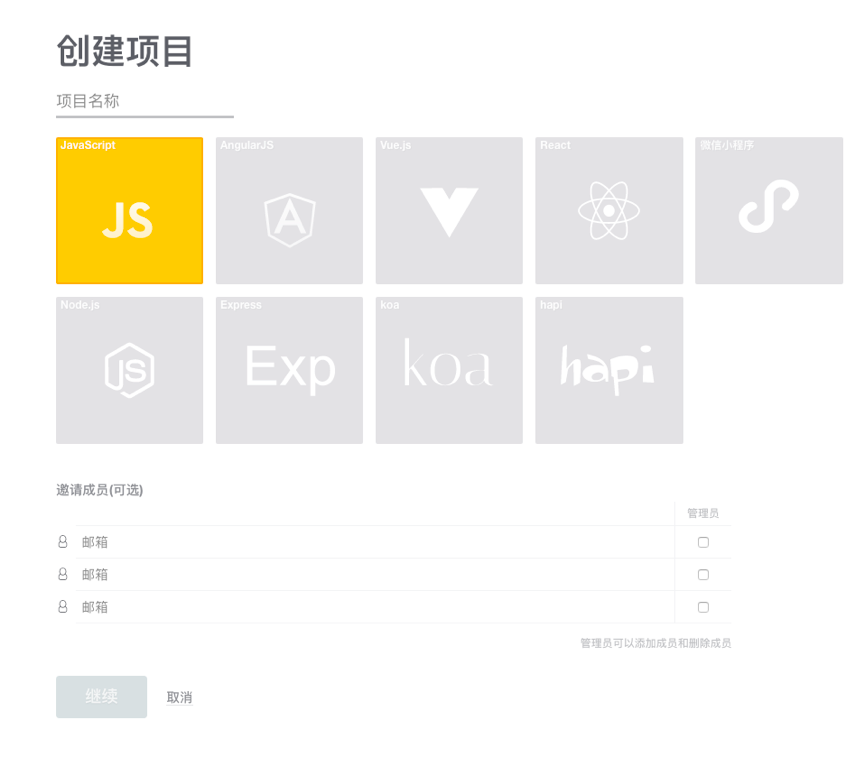 创建项目
项目名称
JavaScript
AngularJS
Vue.js
React
微信小程序
JS
Node.js
Express
koa
hapi
JS
Exp
koa
hapi
邀请成员(可选)
管理员
邮箱
邮箱
邮箱
管理员可以添加成员和删除成员
继续
取消